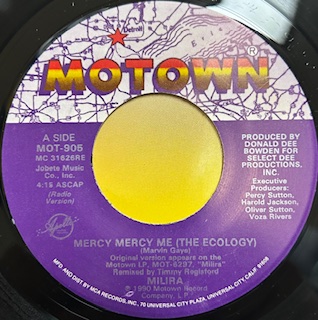 Detroit
MOTOWN
®
A SIDE
MOT-905
MC 31626RE
Jobete Music
Co., Inc.
4:15 ASCAP
(Radio
Version)
PRODUCED BY
DONALD DEE
BOWDEN FOR
SELECT DEE
PRODUCTIONS,
INC.
Executive
Producers:
Percy Sutton,
Harold Jackson,
Oliver Sutton,
Voza Rivers
Apollo
MERCY MERCY ME (THE ECOLOGY)
(Marvin Gaye)
Original version appears on the
Motown LP, MOT-6297, "Milira"
Remixed by Timmy Regisford
MILIRA
℗ 1990 Motown Record
Company, L.P.
MFG AND DIST BY MCA RECORDS, INC. 70 UNIVERSAL CITY PLAZA, UNIVERSAL CITY, CALIF 91608